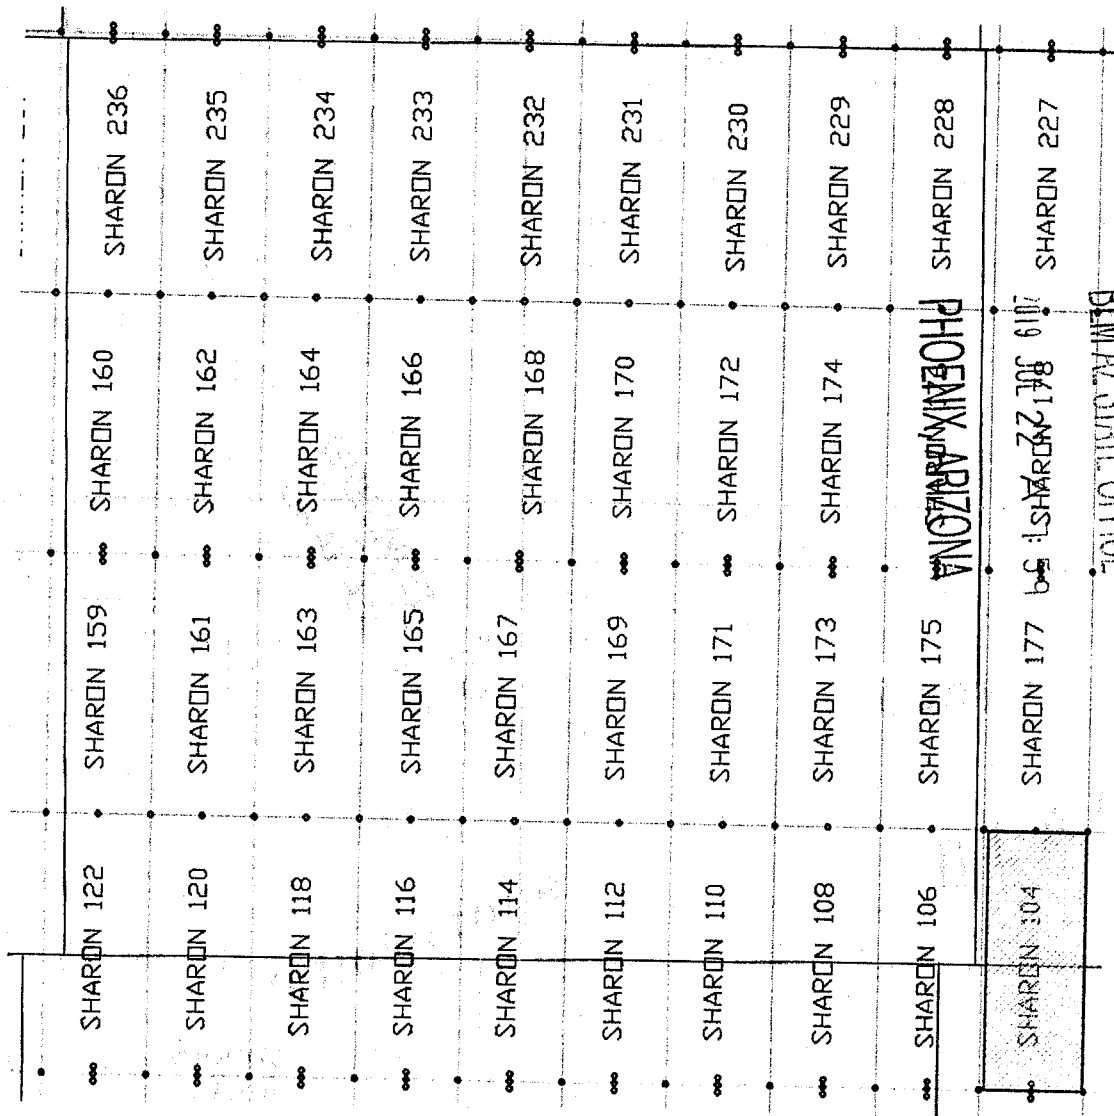 SHARON 236
SHARON 235
SHARON 234
SHARON 233
SHARON 232
SHARON 231
SHARON 230
SHARON 229
SHARON 228
SHARON 227
SHARON 160
SHARON 162
SHARON 164
SHARON 166
SHARON 168
SHARON 170
SHARON 172
SHARON 174
SHARON 178
SHARON 159
SHARON 161
SHARON 163
SHARON 165
SHARON 167
SHARON 169
SHARON 171
SHARON 173
SHARON 175
SHARON 177
SHARON 122
SHARON 120
SHARON 118
SHARON 116
SHARON 114
SHARON 112
SHARON 110
SHARON 108
SHARON 106
SHARON 104
BLM AZ STATE OFFICE
2019 JUL 22 A
PHOENIX, ARIZONA